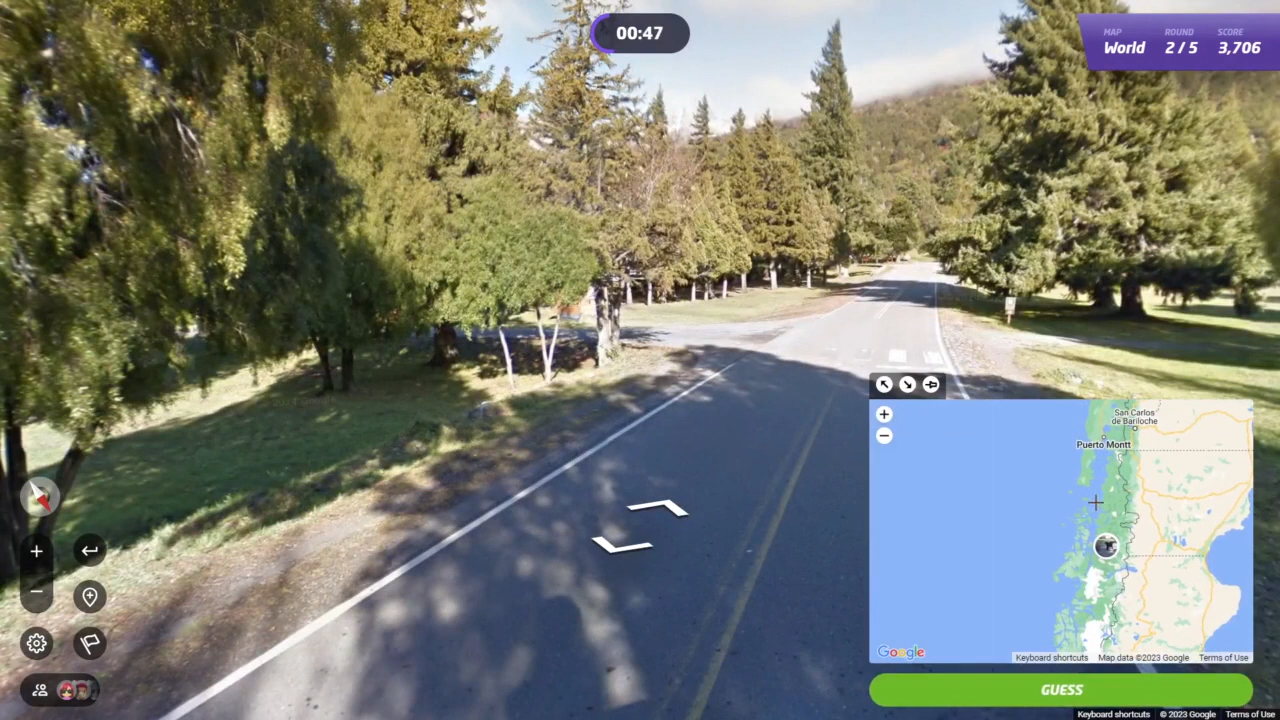 00:47
MAP
World
ROUND
2 / 5
SCORE
3,706
San Carlos
de Bariloche
Puerto Montt
Google
Keyboard shortcuts
Map data ©2023 Google
Terms of Use
GUESS
Keyboard shortcuts
© 2023 Google
Terms of Use